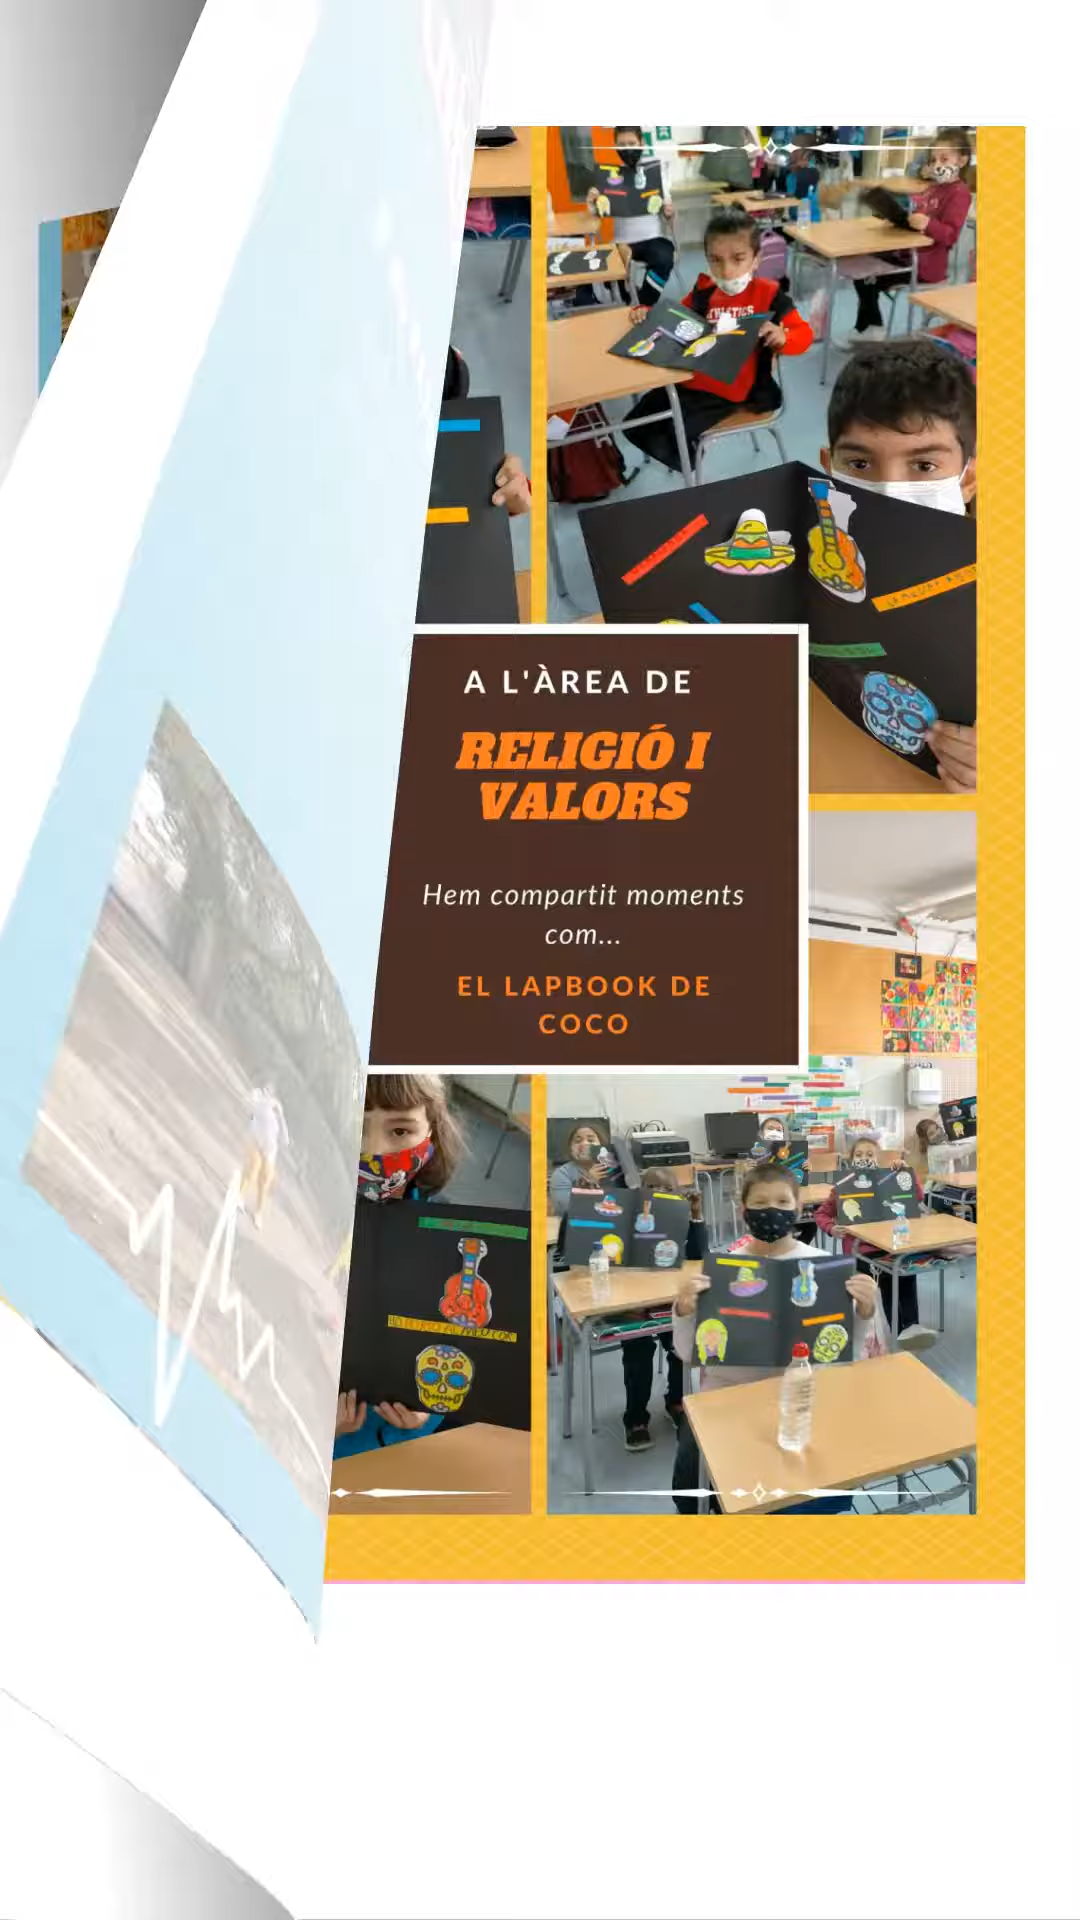 A L'ÀREA DE
RELIGIÓ I
VALORS
Hem compartit moments
com...
EL LAPBOOK DE
COCO